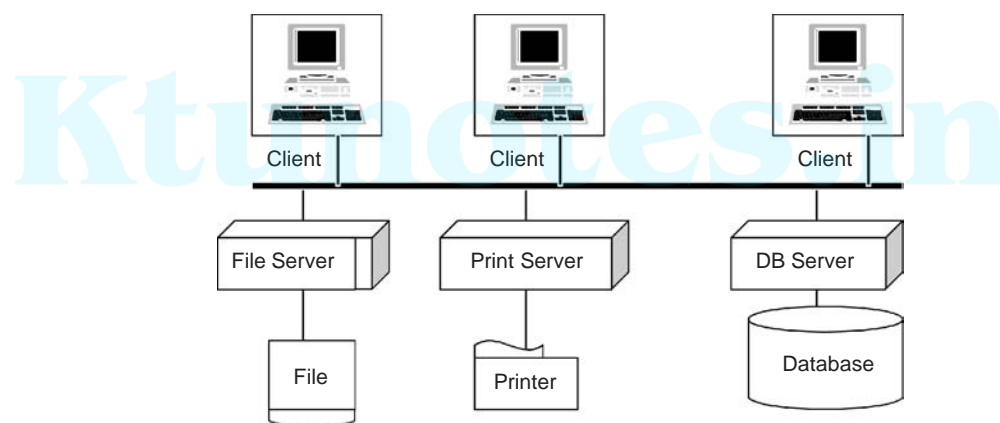 Ktunotes.in
Client Client Client
File Server Print Server DB Server
File Printer Database